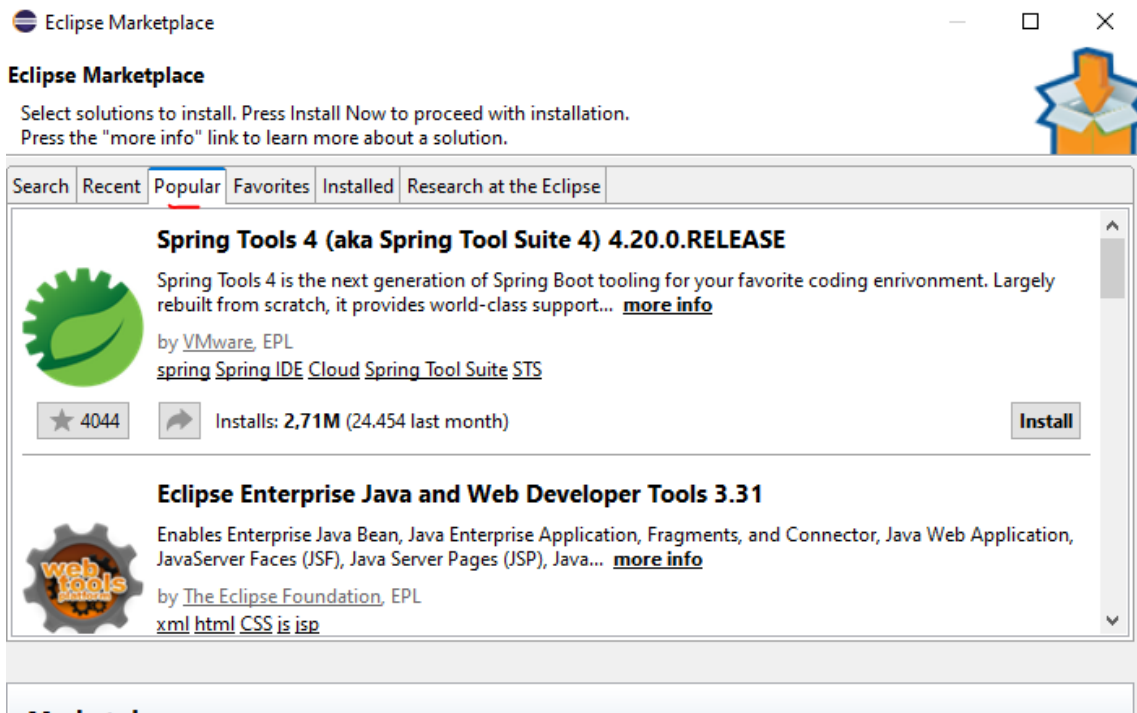 Eclipse Marketplace
Eclipse Marketplace
Select solutions to install. Press Install Now to proceed with installation.
Press the "more info" link to learn more about a solution.
Search Recent Popular Favorites Installed Research at the Eclipse
Spring Tools 4 (aka Spring Tool Suite 4) 4.20.0.RELEASE
Spring Tools 4 is the next generation of Spring Boot tooling for your favorite coding enrivonment. Largely
rebuilt from scratch, it provides world-class support... more info
by VMware, EPL
spring Spring IDE Cloud Spring Tool Suite STS
4044 Installs: 2,71M (24.454 last month) Install
Eclipse Enterprise Java and Web Developer Tools 3.31
Enables Enterprise Java Bean, Java Enterprise Application, Fragments, and Connector, Java Web Application,
JavaServer Faces (JSF), Java Server Pages (JSP), Java... more info
web
tools
platform
by The Eclipse Foundation, EPL
xml html CSS js jsp